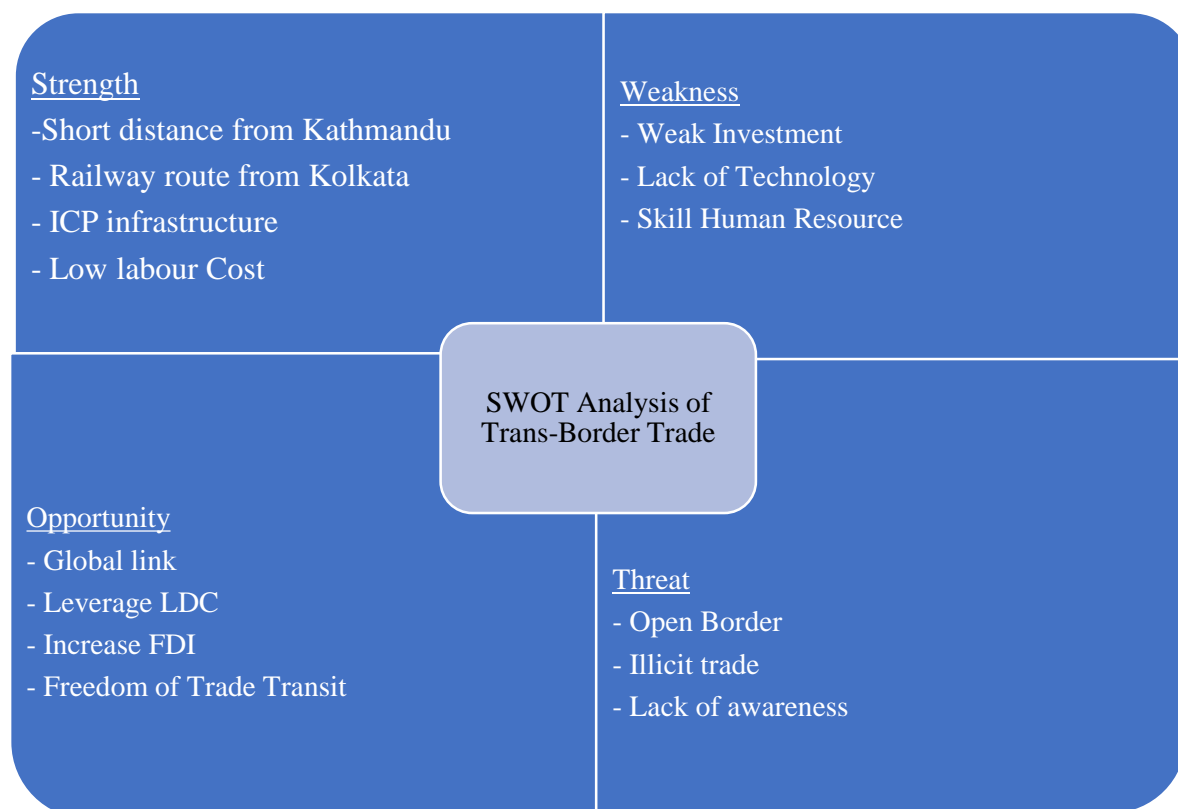 Strength
-Short distance from Kathmandu
- Railway route from Kolkata
- ICP infrastructure
- Low labour Cost
Weakness
- Weak Investment
- Lack of Technology
- Skill Human Resource
SWOT Analysis of
Trans-Border Trade
Opportunity
- Global link
- Leverage LDC
- Increase FDI
- Freedom of Trade Transit
Threat
- Open Border
- Illicit trade
- Lack of awareness